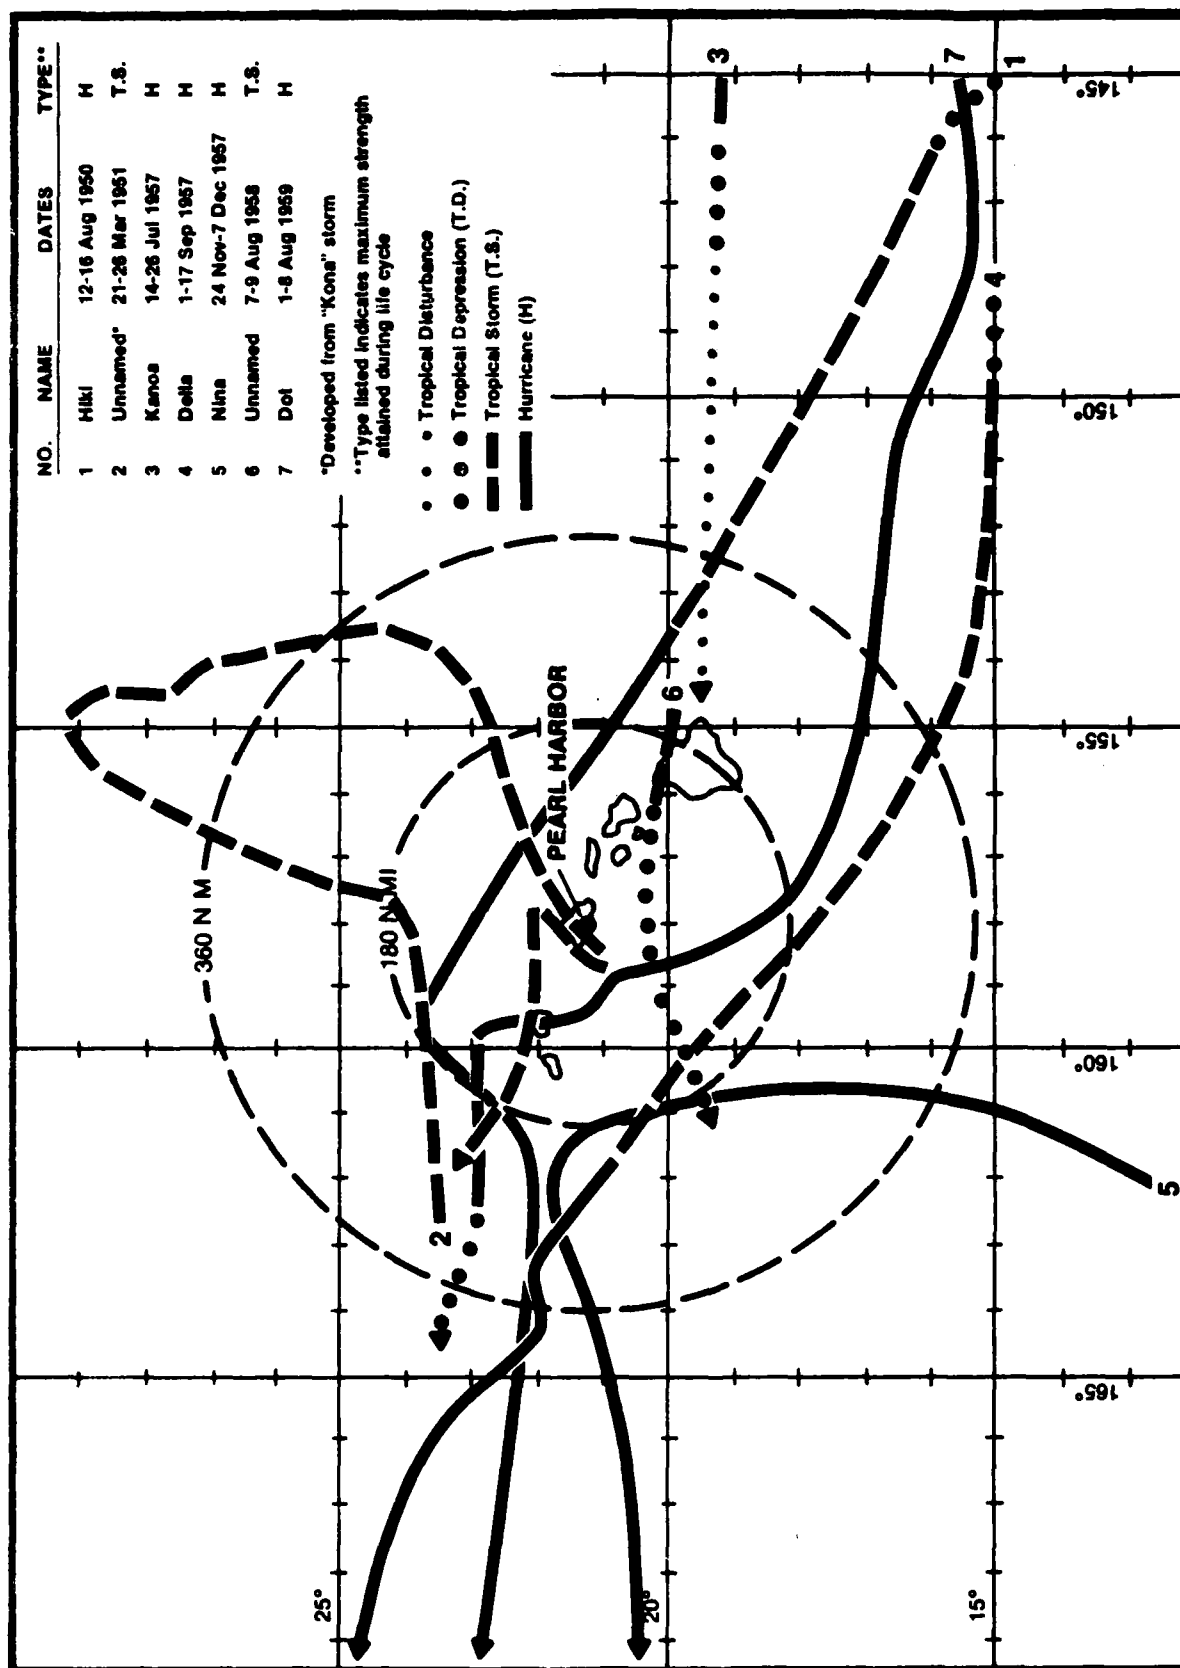 NO. NAME DATES TYPE**
1 Hiki 12-16 Aug 1950 H
2 Unnamed* 21-26 Mar 1951 T.S.
3 Kanoa 14-26 Jul 1957 H
4 Della 1-17 Sep 1957 H
5 Nina 24 Nov-7 Dec 1957 H
6 Unnamed 7-9 Aug 1958 T.S.
7 Dot 1-8 Aug 1959 H
*Developed from "Kona" storm
**Type listed indicates maximum strength
attained during life cycle
Tropical Disturbance
Tropical Depression (T.D.)
Tropical Storm (T.S.)
Hurricane (H)
360 N M
180 N MI
PEARL HARBOR
25°
20°
15°
165°
160°
155°
150°
145°
1
2
3
4
5
6
7